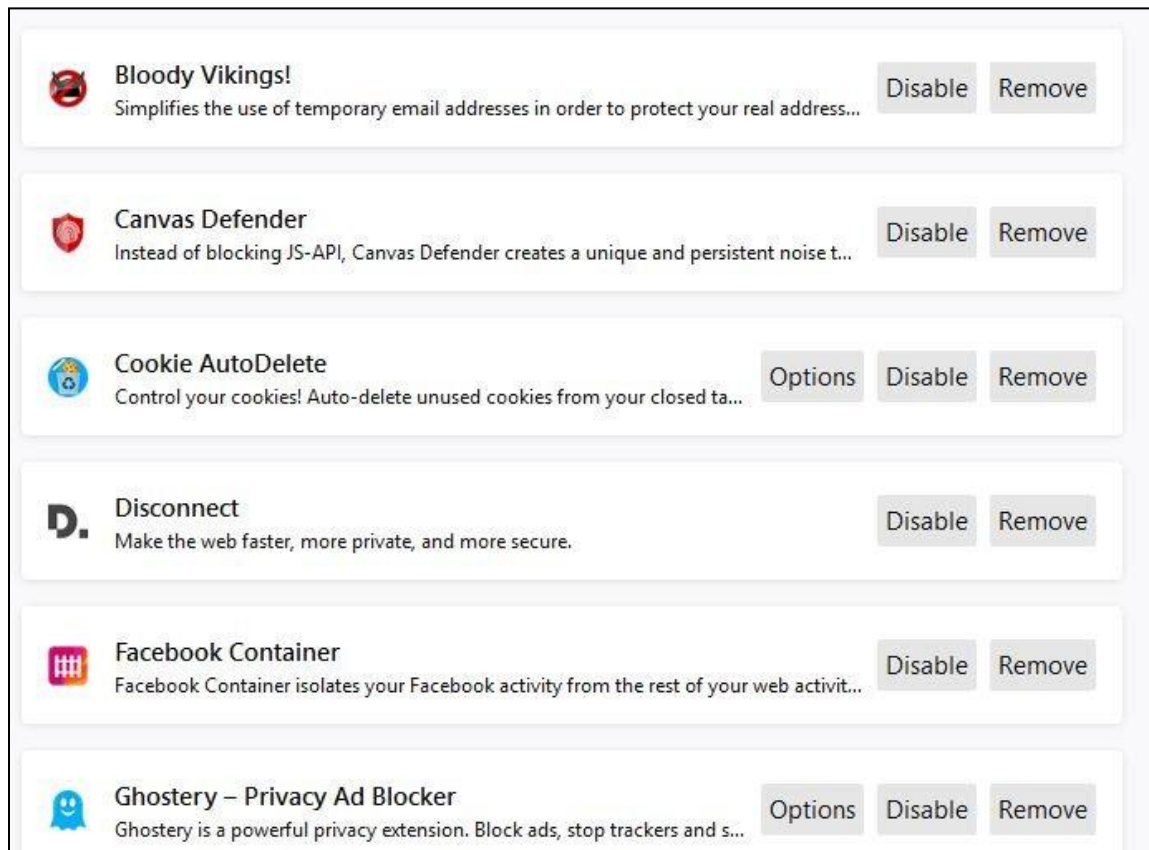 Bloody Vikings!
Simplifies the use of temporary email addresses in order to protect your real address...
Disable Remove
Canvas Defender
Instead of blocking JS-API, Canvas Defender creates a unique and persistent noise t...
Disable Remove
Cookie AutoDelete
Control your cookies! Auto-delete unused cookies from your closed ta...
Options Disable Remove
D. Disconnect
Make the web faster, more private, and more secure.
Disable Remove
Facebook Container
Facebook Container isolates your Facebook activity from the rest of your web activit...
Disable Remove
Ghostery – Privacy Ad Blocker
Ghostery is a powerful privacy extension. Block ads, stop trackers and s...
Options Disable Remove